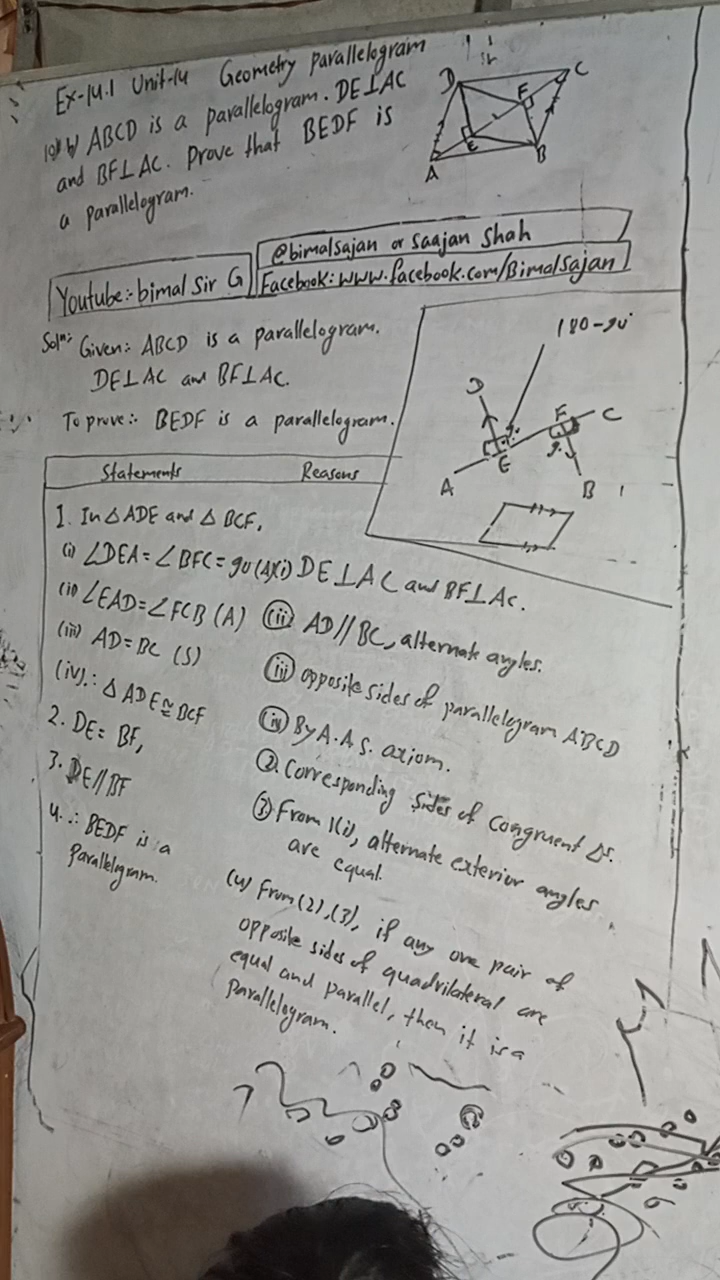 Ex-14.1 Unit-14 Geometry parallelogram
10) b) ABCD is a parallelogram. DE⊥AC
and BF⊥AC. Prove that BEDF is
a parallelogram.
D
C
F
E
A
B
@bimalsajan or Saajan Shah
Youtube:- bimal Sir G
Facebook: www.facebook.com/BimalSajan
Solⁿ: Given:- ABCD is a parallelogram.
DE⊥AC and BF⊥AC.
To prove:- BEDF is a parallelogram.
180-90°
D
F
C
E
A
B
Statements Reasons
1. In △ADE and △BCF,
(i) ∠DEA=∠BFC=90(A)(i) DE⊥AC and BF⊥AC.
(ii) ∠EAD=∠FCB (A) (ii) AD//BC, alternate angles.
(iii) AD=BC (S) (iii) opposite sides of parallelegram ABCD
(iv).: △ADE≅BCF (iv) By A.A.S. axiom.
2. DE=BF, (2) Corresponding sides of congruent △s.
3. DE//BF (3) From 1(i), alternate exterior angles
are equal.
4. ∴ BEDF is a
parallelogram.
(4) From (2),(3), if any one pair of
opposite sides of quadrilateral are
equal and parallel, then it is a
parallelogram.